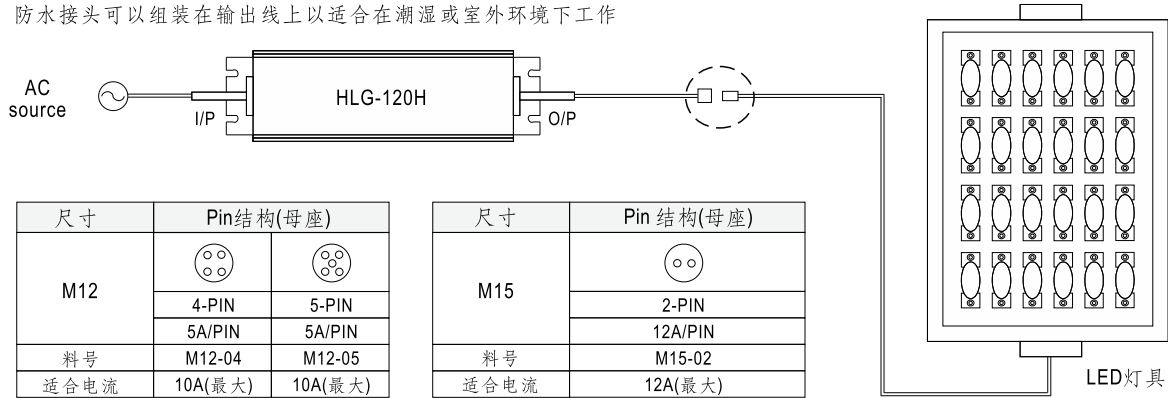 防水接头可以组装在输出线上以适合在潮湿或室外环境下工作
AC
source
I/P
HLG-120H
O/P
尺寸 Pin结构(母座)
M12
4-PIN 5-PIN
5A/PIN 5A/PIN
料号 M12-04 M12-05
适合电流 10A(最大) 10A(最大)
尺寸 Pin 结构(母座)
M15
2-PIN
12A/PIN
料号 M15-02
适合电流 12A(最大)
LED灯具